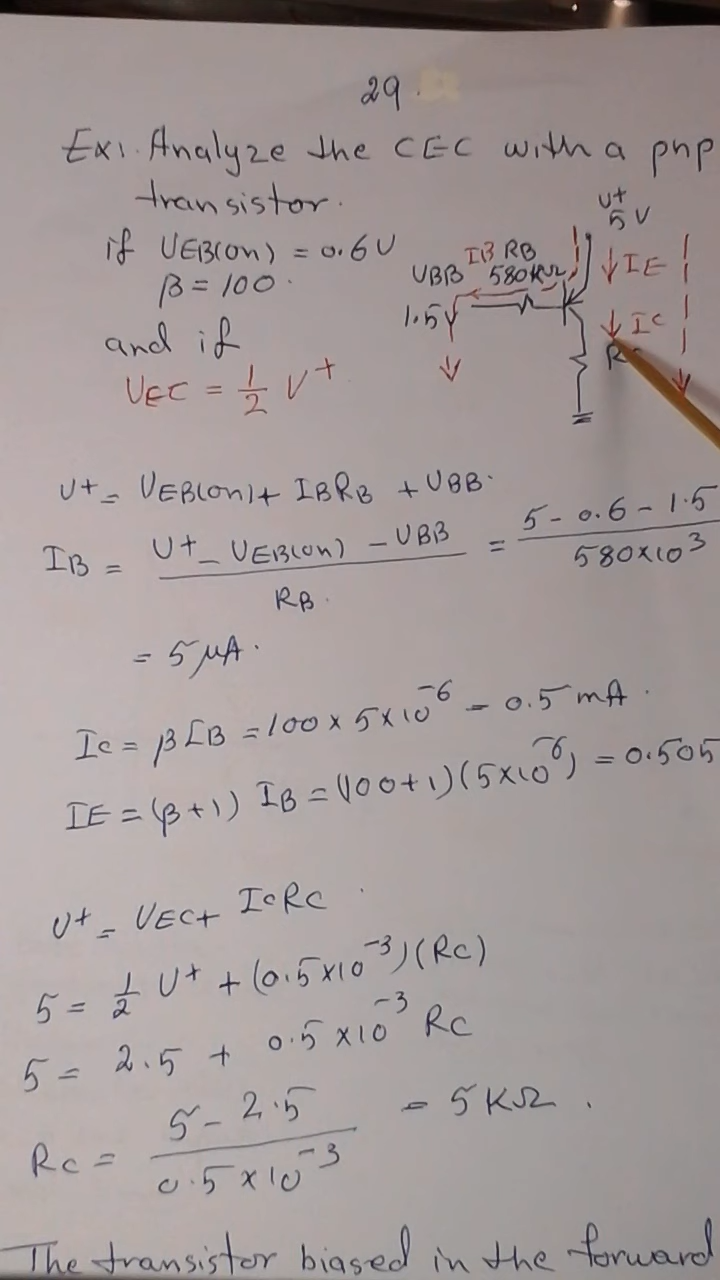 29.
Ex1. Analyze the CEC with a pnp
transistor.
if VEB(on) = 0.6V
β = 100.
and if
VEC = 1/2 V+
V+
5 V
IB RB
VBB 580KΩ
1.5V
IE
IC
V+ = VEB(on) + IBRB + VBB.
IB = (V+ - VEB(on) - VBB) / RB. = (5 - 0.6 - 1.5) / (580×10^3)
= 5 μA.
Ic = βIB = 100 × 5×10^-6 = 0.5 mA.
IE = (β+1) IB = (100+1)(5×10^-6) = 0.505
V+ = VEC + IcRc
5 = 1/2 V+ + (0.5×10^-3)(Rc)
5 = 2.5 + 0.5×10^-3 Rc
Rc = (5 - 2.5) / (0.5×10^-3) = 5KΩ.
The transistor biased in the forward